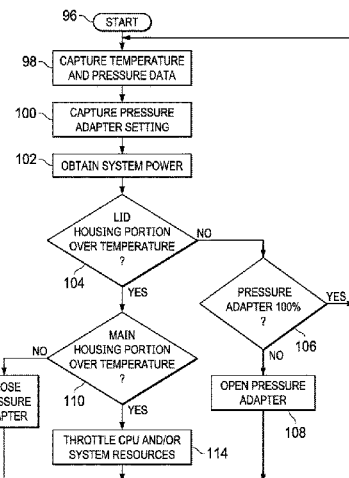 96
START
98
CAPTURE TEMPERATURE
AND PRESSURE DATA
100
CAPTURE PRESSURE
ADAPTER SETTING
102
OBTAIN SYSTEM POWER
LID
HOUSING PORTION
OVER TEMPERATURE
?
104
NO
YES
PRESSURE
ADAPTER 100%
?
YES
106
NO
MAIN
HOUSING PORTION
OVER TEMPERATURE
?
110
NO
YES
OPEN PRESSURE
ADAPTER
108
THROTTLE CPU AND/OR
SYSTEM RESOURCES
114